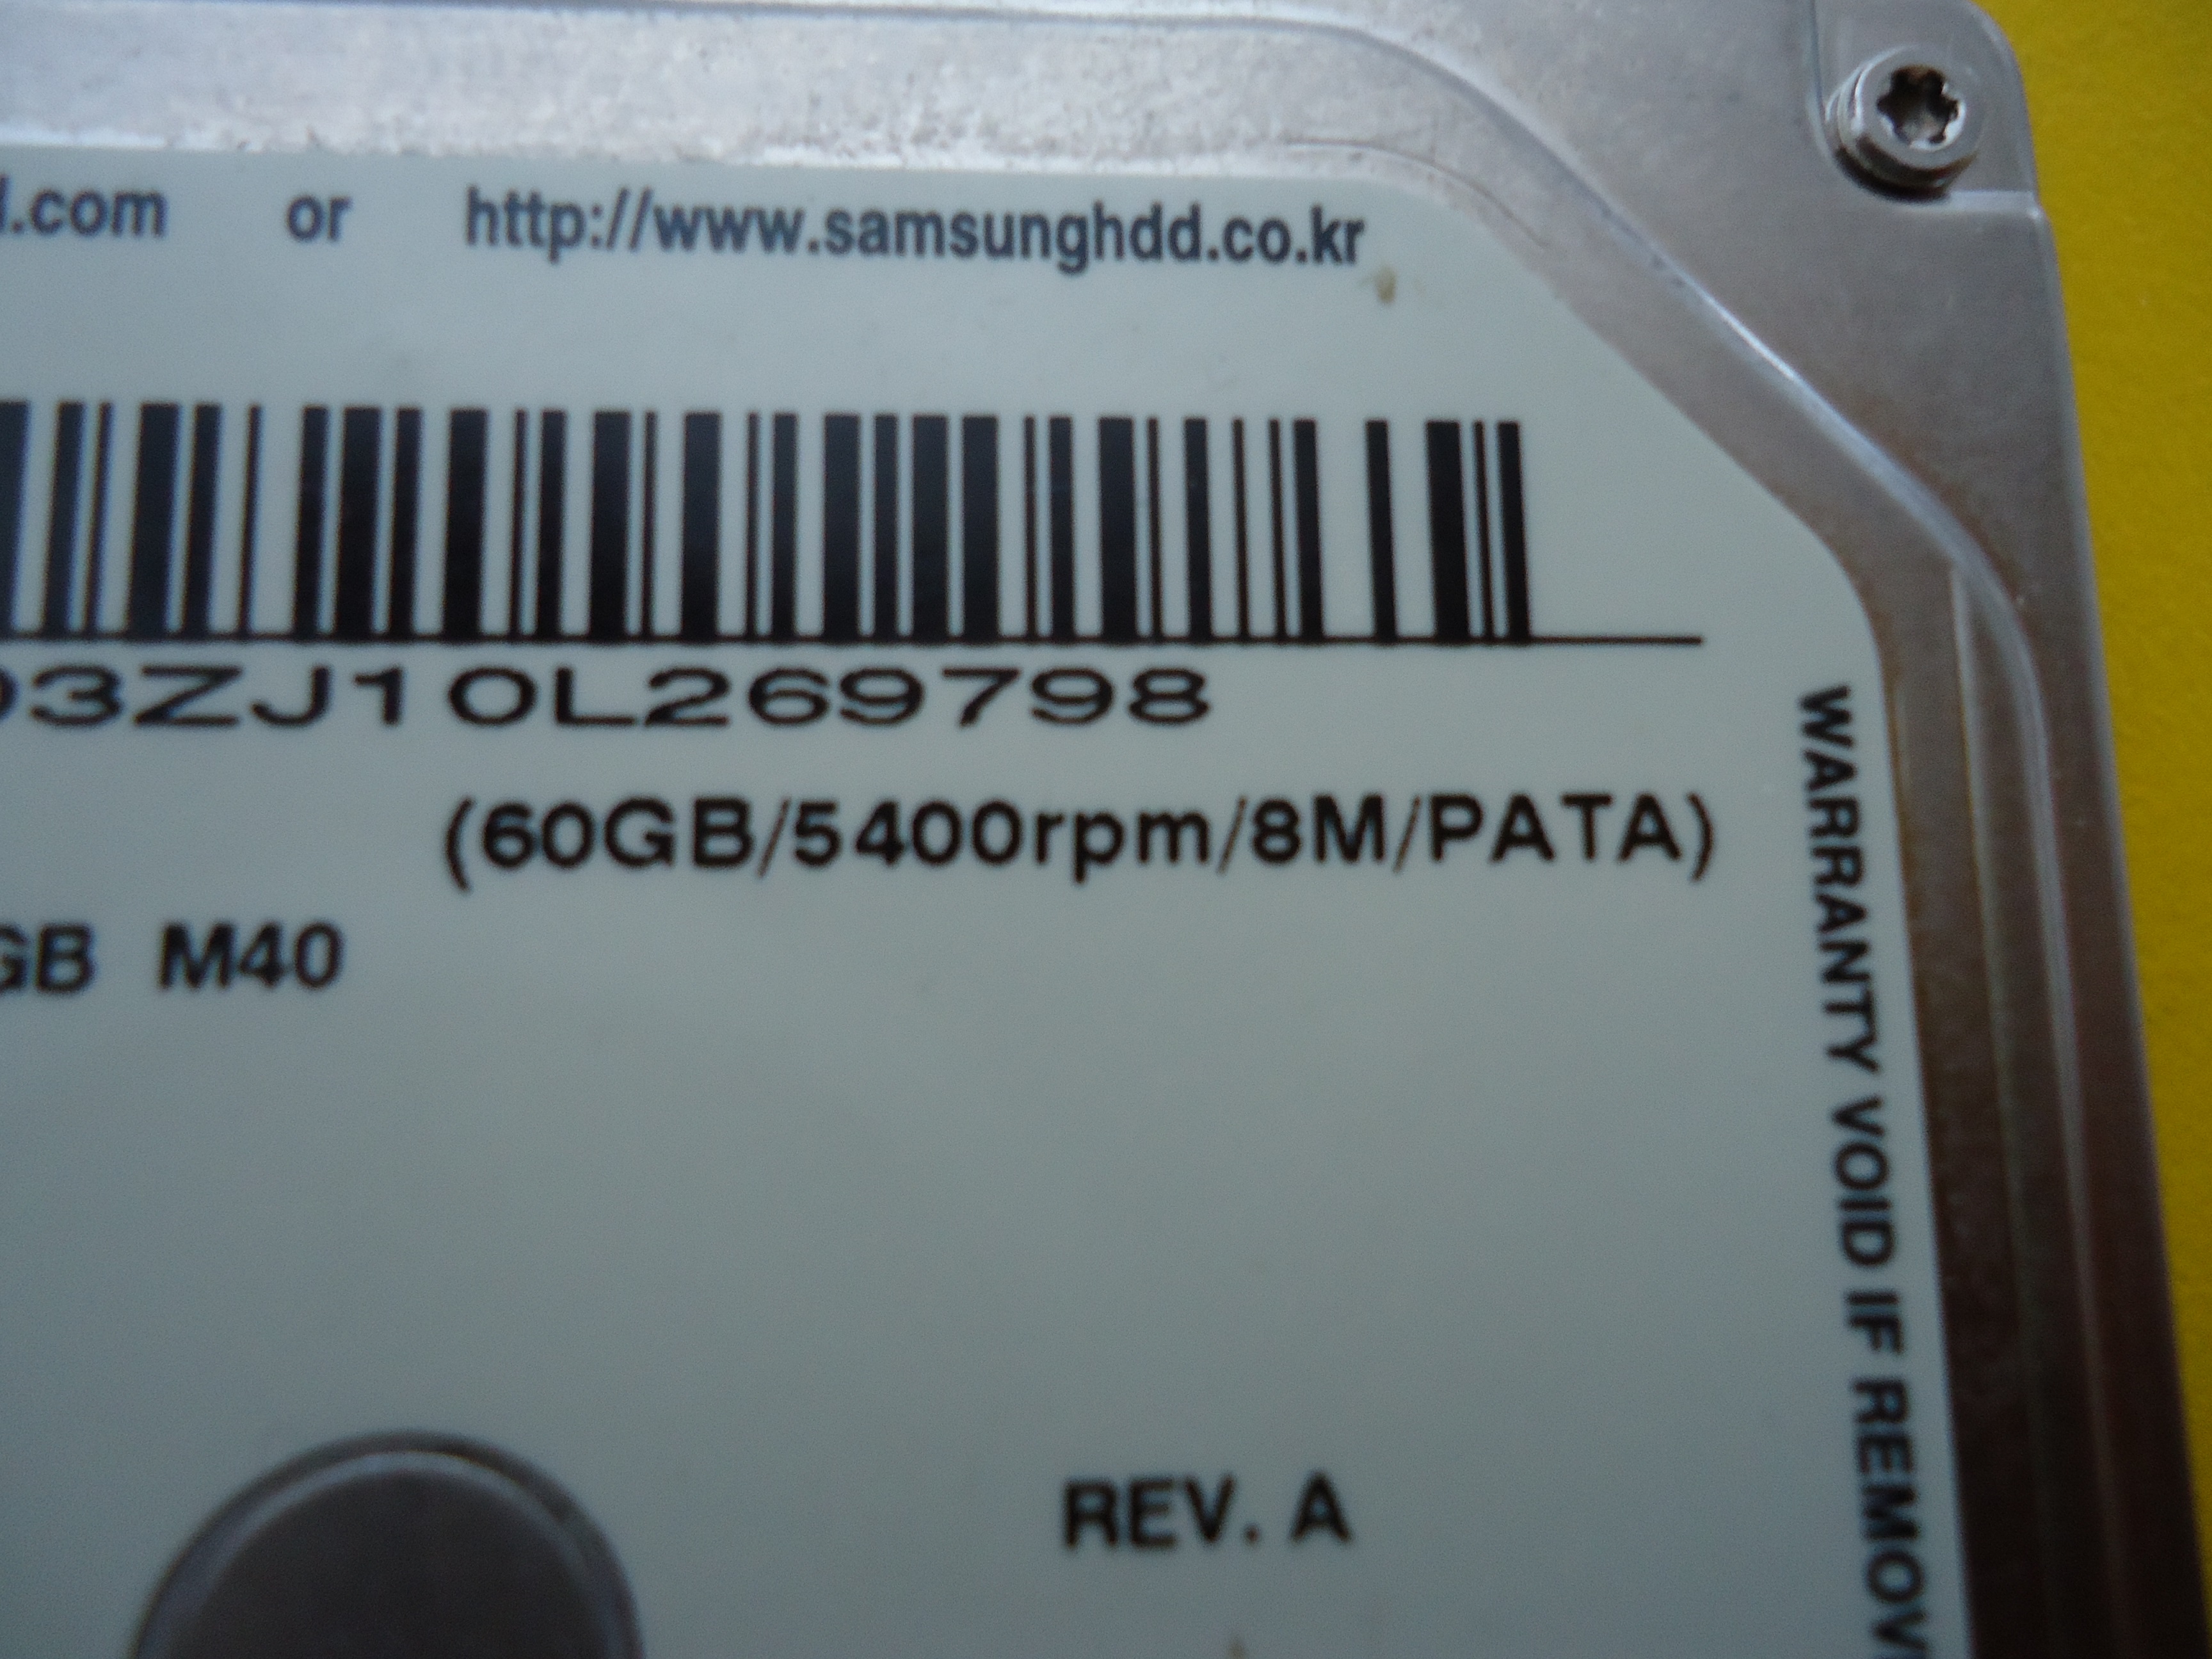 .com or http://www.samsunghdd.co.kr
3ZJ10L269798
(60GB/5400rpm/8M/PATA)
GB M40
REV. A
WARRANTY VOID IF REMOV